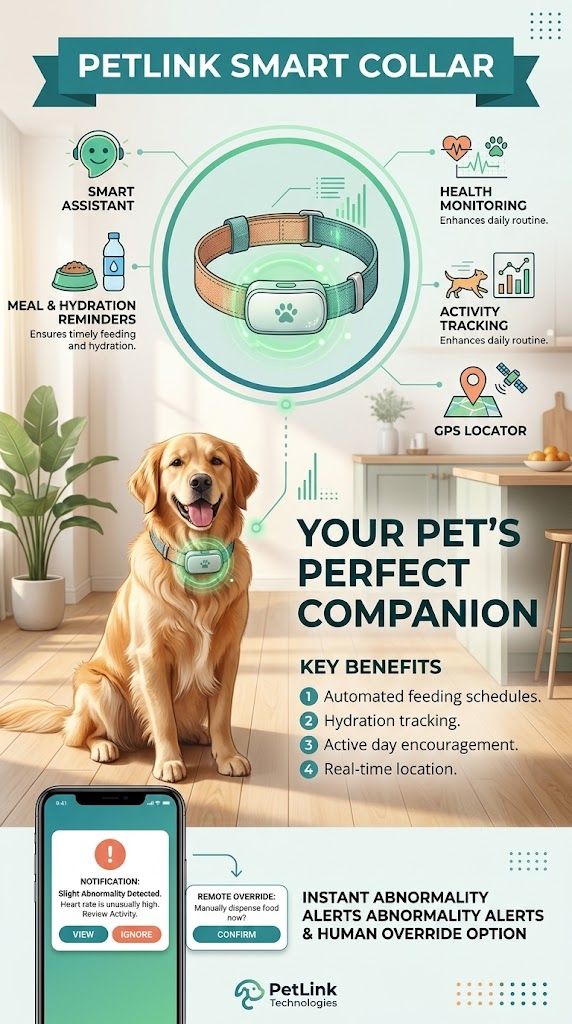 PETLINK SMART COLLAR
SMART
ASSISTANT
HEALTH
MONITORING
Enhances daily routine.
MEAL & HYDRATION
REMINDERS
Ensures timely feeding
and hydration.
ACTIVITY
TRACKING
Enhances daily routine.
GPS LOCATOR
YOUR PET'S
PERFECT
COMPANION
KEY BENEFITS
1 Automated feeding schedules.
2 Hydration tracking.
3 Active day encouragement.
4 Real-time location.
9:41
!
NOTIFICATION:
Slight Abnormality Detected.
Heart rate is unusually high.
Review Activity.
VIEW
IGNORE
REMOTE OVERRIDE:
Manually dispense food
now?
CONFIRM
INSTANT ABNORMALITY
ALERTS ABNORMALITY ALERTS
& HUMAN OVERRIDE OPTION
PetLink
Technologies